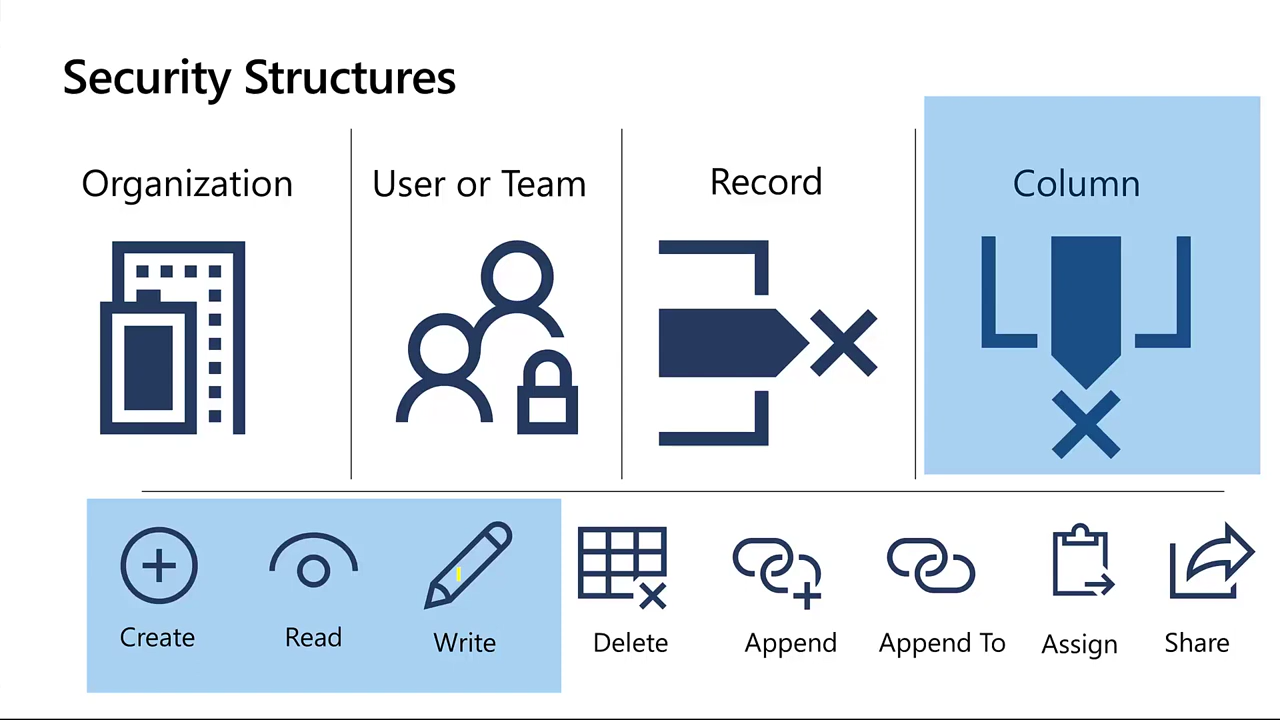 Security Structures
Organization
User or Team
Record
Column
Create
Read
Write
Delete
Append
Append To
Assign
Share